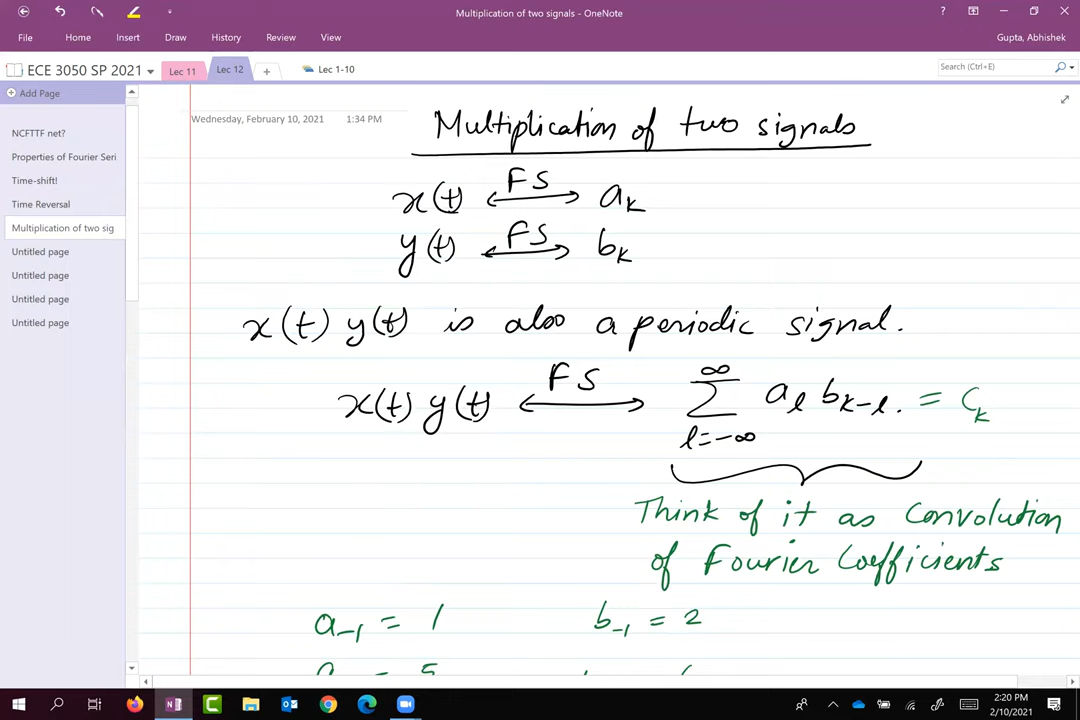 Multiplication of two signals - OneNote
?
File Home Insert Draw History Review View
Gupta, Abhishek
ECE 3050 SP 2021 Lec 11 Lec 12 + Lec 1-10
Search (Ctrl+E)
Add Page
NCFTTF net?
Properties of Fourier Seri
Time-shift!
Time Reversal
Multiplication of two sig
Untitled page
Untitled page
Untitled page
Untitled page
Wednesday, February 10, 2021 1:34 PM
Multiplication of two signals
x(t) ⟷ FS a_k
y(t) ⟷ FS b_k
x(t) y(t) is also a periodic signal.
x(t) y(t) ⟷ FS ∑_{l=-∞}^{∞} a_l b_{k-l}. = c_k
Think of it as convolution
of Fourier Coefficients
a_{-1} = 1 b_{-1} = 2
2:20 PM
2/10/2021